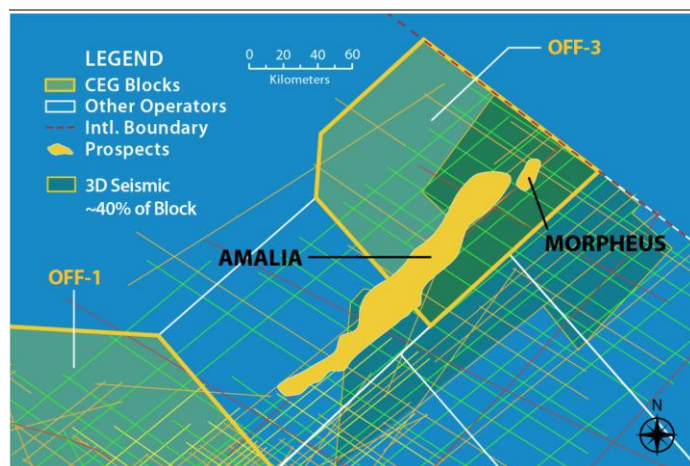 LEGEND
CEG Blocks
Other Operators
Intl. Boundary
Prospects
3D Seismic
~40% of Block
0 20 40 60
Kilometers
OFF-3
AMALIA
MORPHEUS
OFF-1
N